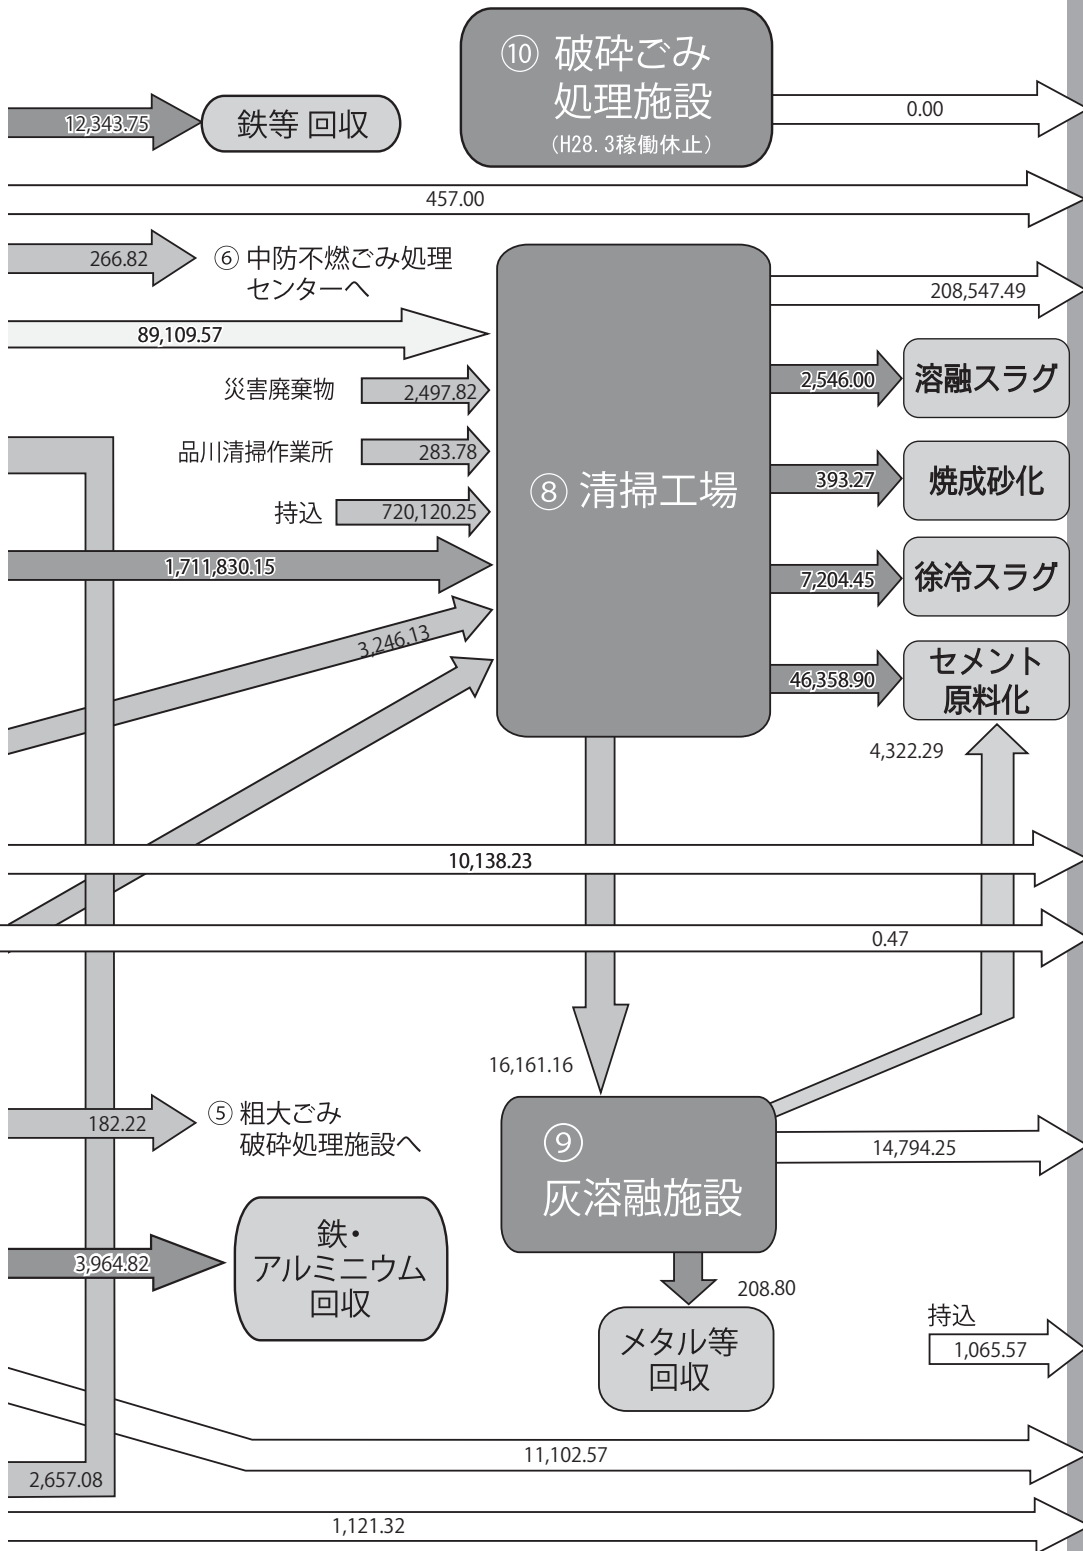 ⑩ 破砕ごみ
処理施設
(H28.3稼働休止)
0.00
12,343.75
鉄等 回収
457.00
266.82
⑥ 中防不燃ごみ処理
センターへ
208,547.49
89,109.57
2,546.00
溶融スラグ
災害廃棄物
2,497.82
品川清掃作業所
283.78
⑧ 清掃工場
393.27
焼成砂化
持込
720,120.25
1,711,830.15
7,204.45
徐冷スラグ
3,246.13
46,358.90
セメント
原料化
4,322.29
10,138.23
0.47
16,161.16
182.22
⑤ 粗大ごみ
破砕処理施設へ
⑨
灰溶融施設
14,794.25
3,964.82
鉄・
アルミニウム
回収
208.80
メタル等
回収
持込
1,065.57
11,102.57
2,657.08
1,121.32